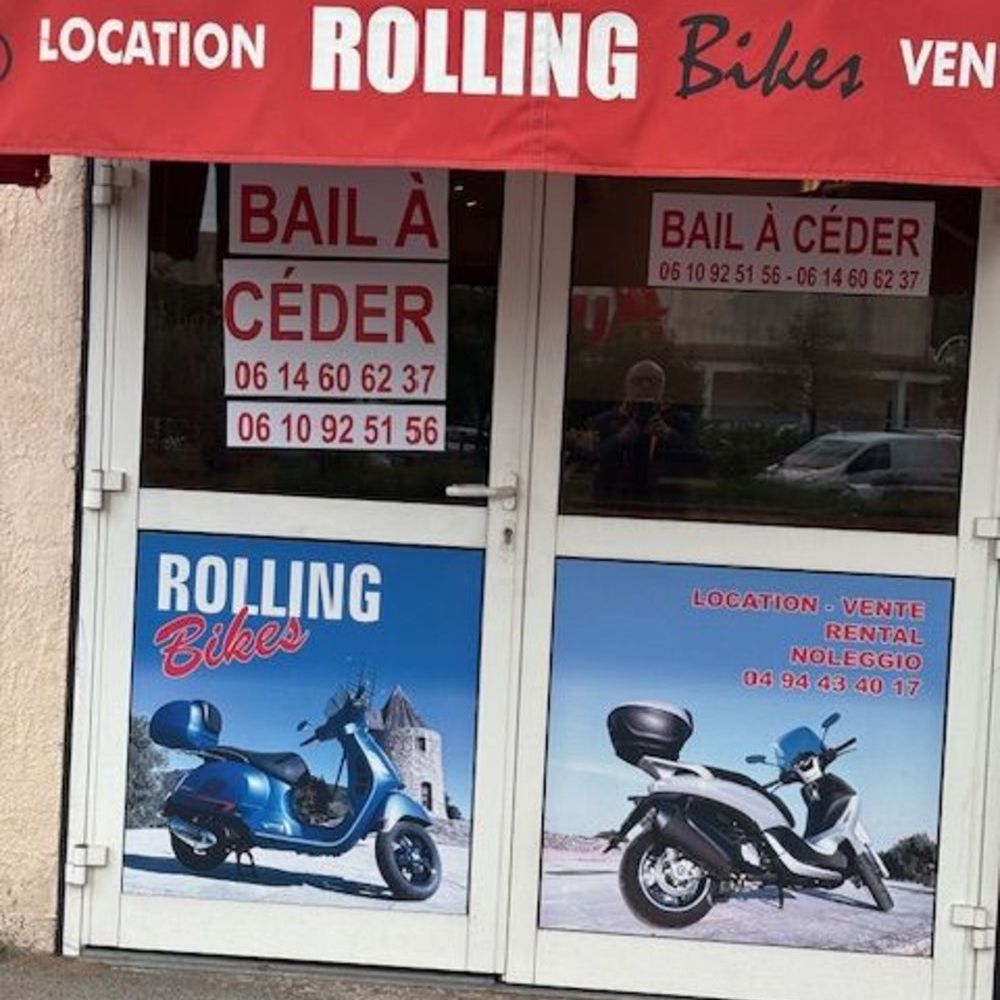 LOCATION ROLLING Bikes VEN
BAIL À
CÉDER
06 14 60 62 37
06 10 92 51 56
BAIL À CÉDER
06 10 92 51 56 - 06 14 60 62 37
ROLLING
Bikes
LOCATION - VENTE
RENTAL
NOLEGGIO
04 94 43 40 17